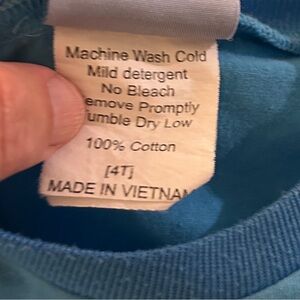 Machine Wash Cold
Mild detergent
No Bleach
emove Promptly
umble Dry Low
100% Cotton
[4T]
MADE IN VIETNA